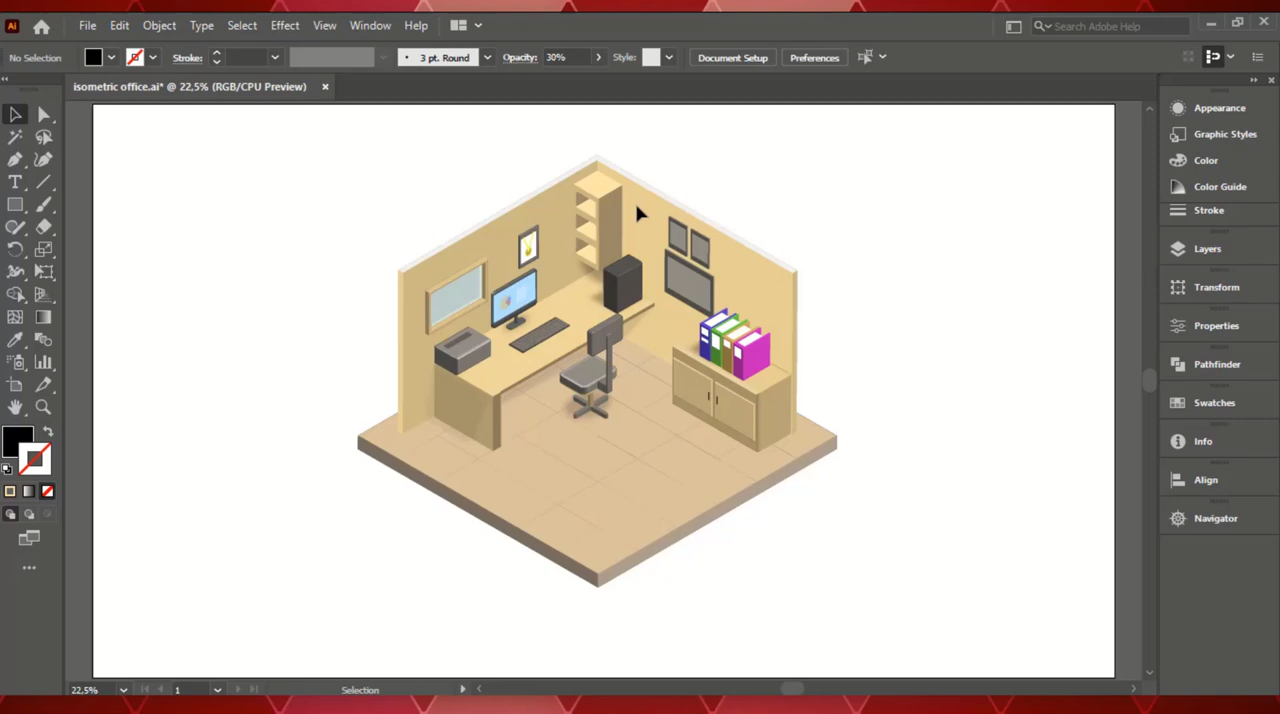 Ai File Edit Object Type Select Effect View Window Help Search Adobe Help
No Selection Stroke: 3 pt. Round Opacity: 30% Style: Document Setup Preferences
isometric office.ai* @ 22,5% (RGB/CPU Preview)
Appearance
Graphic Styles
Color
Color Guide
Stroke
Layers
Transform
Properties
Pathfinder
Swatches
Info
Align
Navigator
22,5% 1 Selection